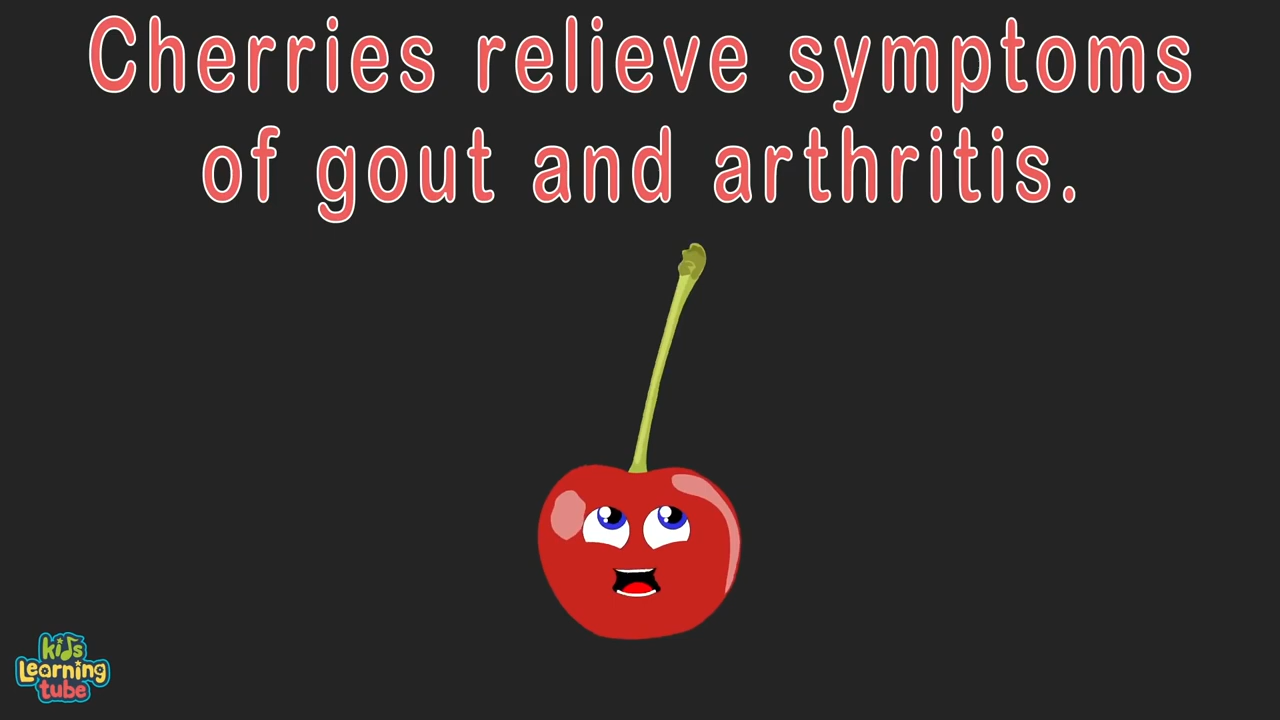 Cherries relieve symptoms
of gout and arthritis.
kids
Learning
tube